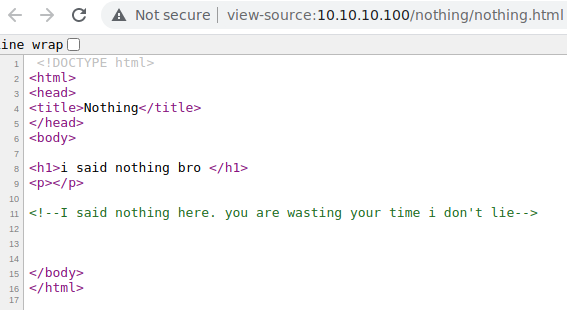 Not secure | view-source:10.10.10.100/nothing/nothing.html
ine wrap
1 <!DOCTYPE html>
2 <html>
3 <head>
4 <title>Nothing</title>
5 </head>
6 <body>
7
8 <h1>i said nothing bro </h1>
9 <p></p>
10
11 <!--I said nothing here. you are wasting your time i don't lie-->
12
13
14
15 </body>
16 </html>
17